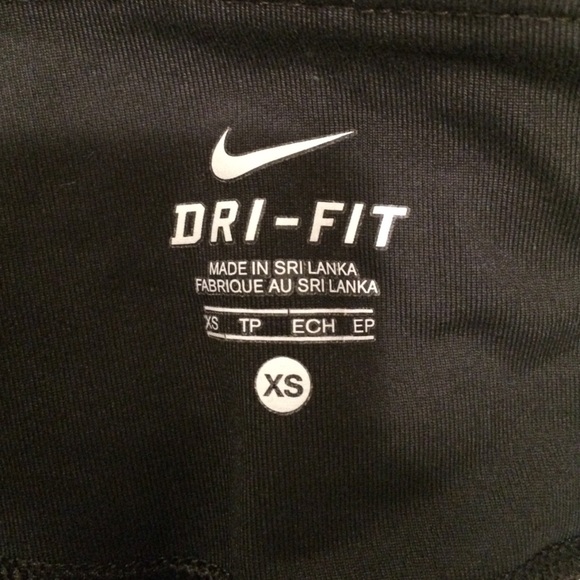 DRI-FIT
MADE IN SRI LANKA
FABRIQUE AU SRI LANKA
XS TP ECH EP
XS